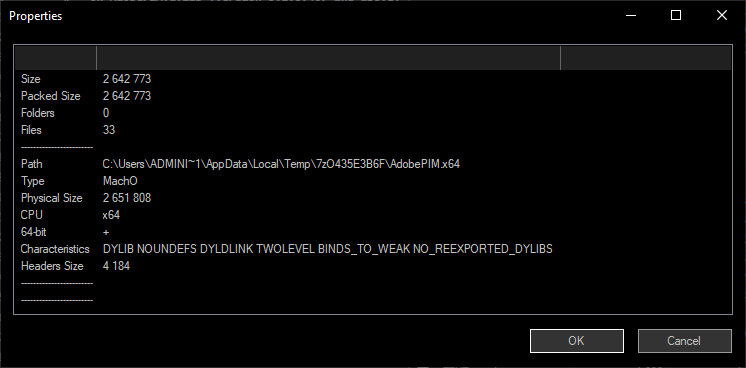 Properties
Size 2 642 773
Packed Size 2 642 773
Folders 0
Files 33
------------------------
Path C:\Users\ADMINI~1\AppData\Local\Temp\7zO435E3B6F\AdobePIM.x64
Type MachO
Physical Size 2 651 808
CPU x64
64-bit +
Characteristics DYLIB NOUNDEFS DYLDLINK TWOLEVEL BINDS_TO_WEAK NO_REEXPORTED_DYLIBS
Headers Size 4 184
------------------------
------------------------
OK Cancel